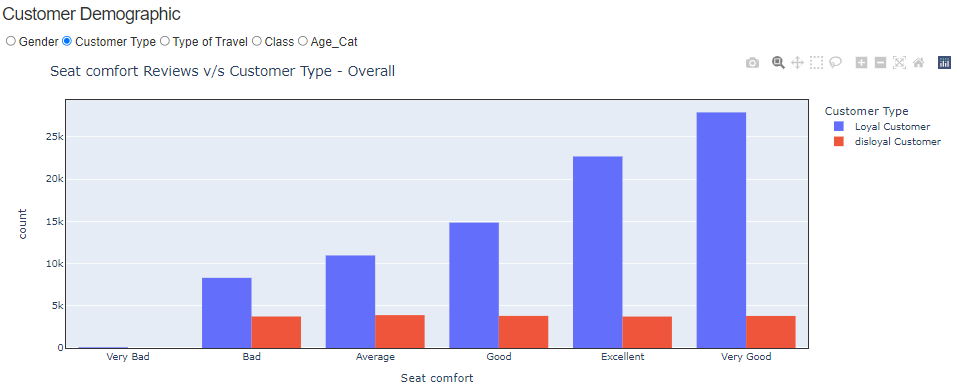 Customer Demographic
Gender Customer Type Type of Travel Class Age_Cat
Seat comfort Reviews v/s Customer Type - Overall
Customer Type
Loyal Customer
disloyal Customer
count
25k
20k
15k
10k
5k
0
Very Bad Bad Average Good Excellent Very Good
Seat comfort